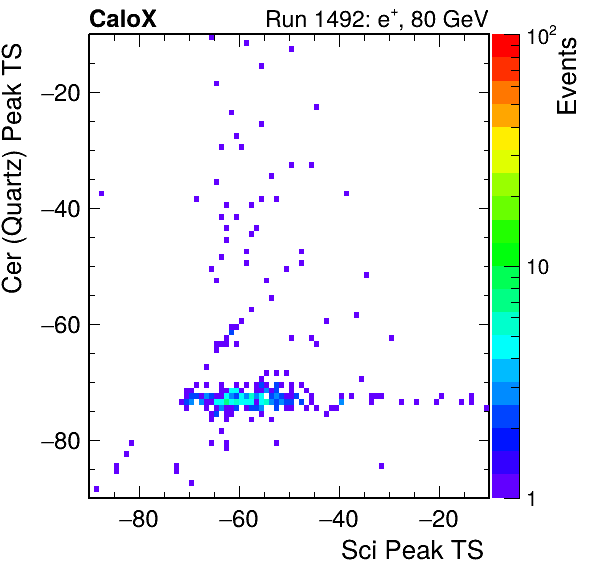 CaloX Run 1492: e+, 80 GeV
Cer (Quartz) Peak TS
−20
−40
−60
−80
−80 −60 −40 −20
Sci Peak TS
10²
10
1
Events